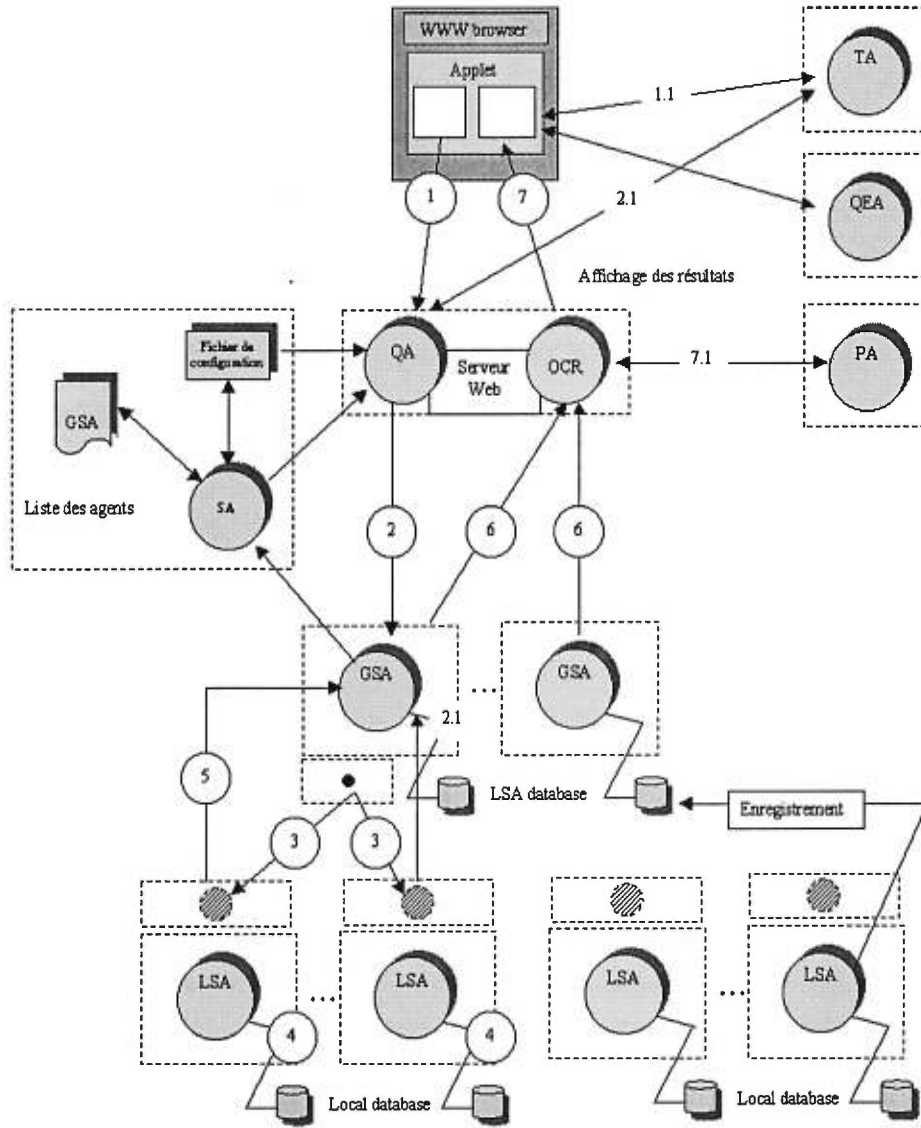 WWW browser
Applet
TA
1.1
1
7
2.1
QEA
Affichage des résultats
Fichier de
configuration
QA
Serveur
Web
OCR
7.1
PA
GSA
SA
Liste des agents
2
6
6
GSA
GSA
...
2.1
5
LSA database
Enregistrement
3
3
LSA
...
LSA
LSA
...
LSA
4
4
Local database
Local database